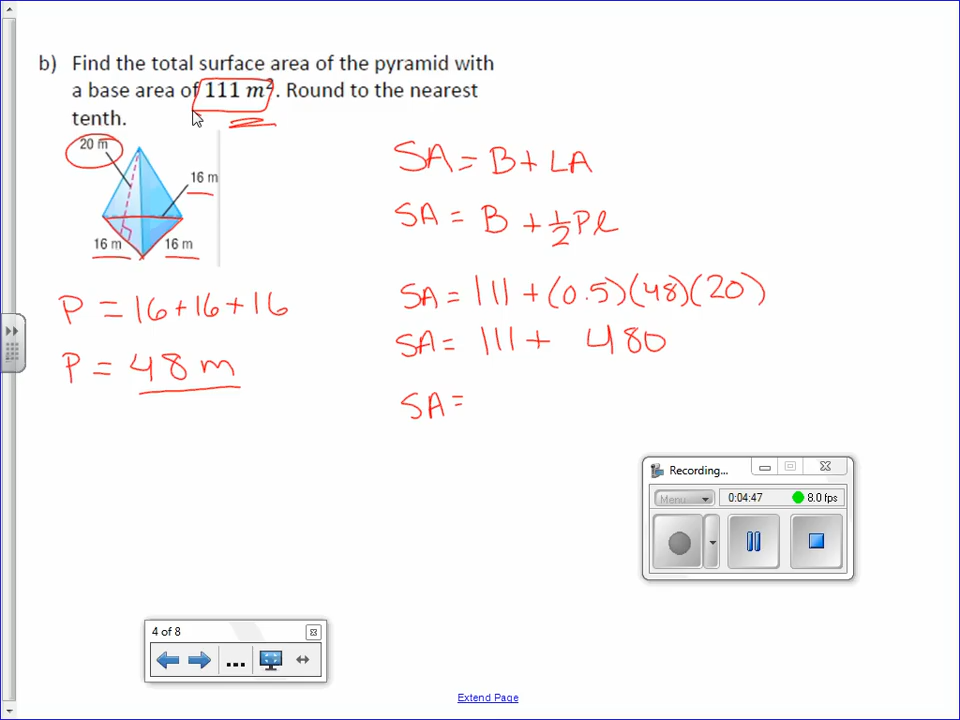 b) Find the total surface area of the pyramid with
a base area of 111 m². Round to the nearest
tenth.
20 m
16 m
16 m
16 m
P = 16+16+16
P = 48 m
SA = B + LA
SA = B + ½Pl
SA = 111 + (0.5)(48)(20)
SA = 111 + 480
SA =
Recording...
Menu
0:04:47
8.0 fps
4 of 8
...
Extend Page